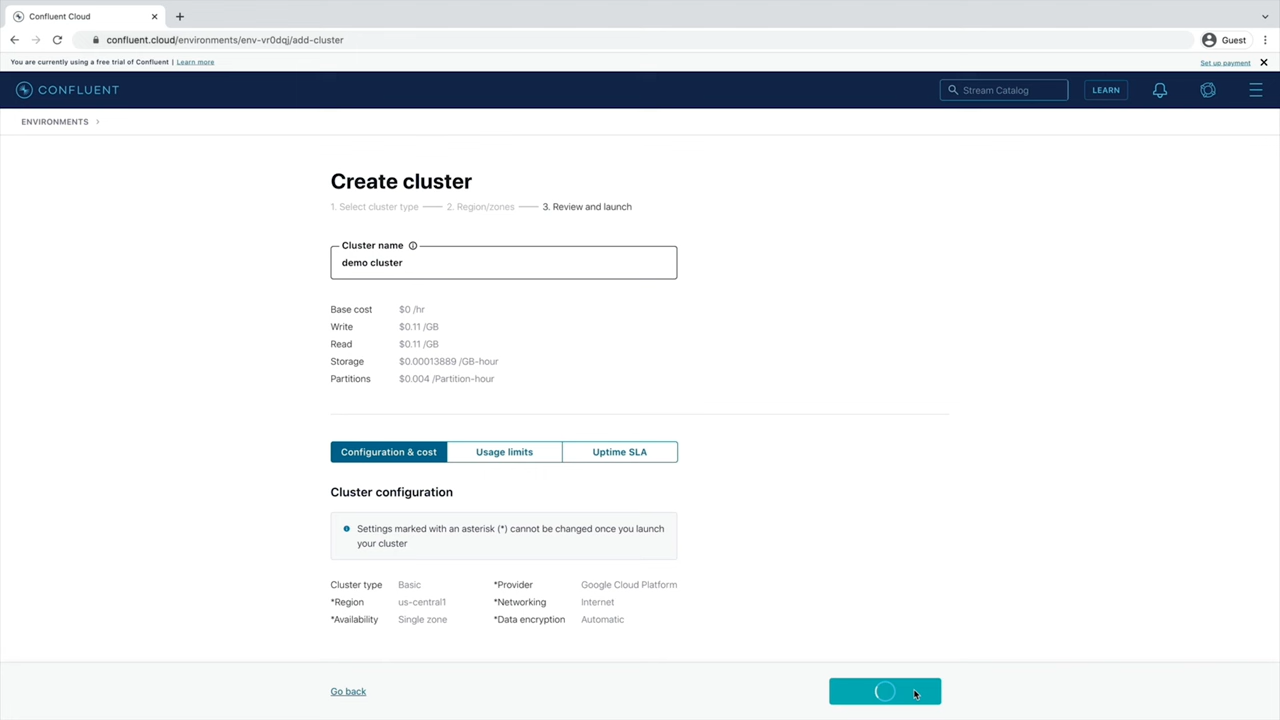 Confluent Cloud
confluent.cloud/environments/env-vr0dqj/add-cluster
Guest
You are currently using a free trial of Confluent | Learn more
Set up payment
CONFLUENT
Stream Catalog
LEARN
ENVIRONMENTS
Create cluster
1. Select cluster type
2. Region/zones
3. Review and launch
Cluster name
demo cluster
Base cost $0 /hr
Write $0.11 /GB
Read $0.11 /GB
Storage $0.00013889 /GB-hour
Partitions $0.004 /Partition-hour
Configuration & cost
Usage limits
Uptime SLA
Cluster configuration
Settings marked with an asterisk (*) cannot be changed once you launch
your cluster
Cluster type Basic *Provider Google Cloud Platform
*Region us-central1 *Networking Internet
*Availability Single zone *Data encryption Automatic
Go back